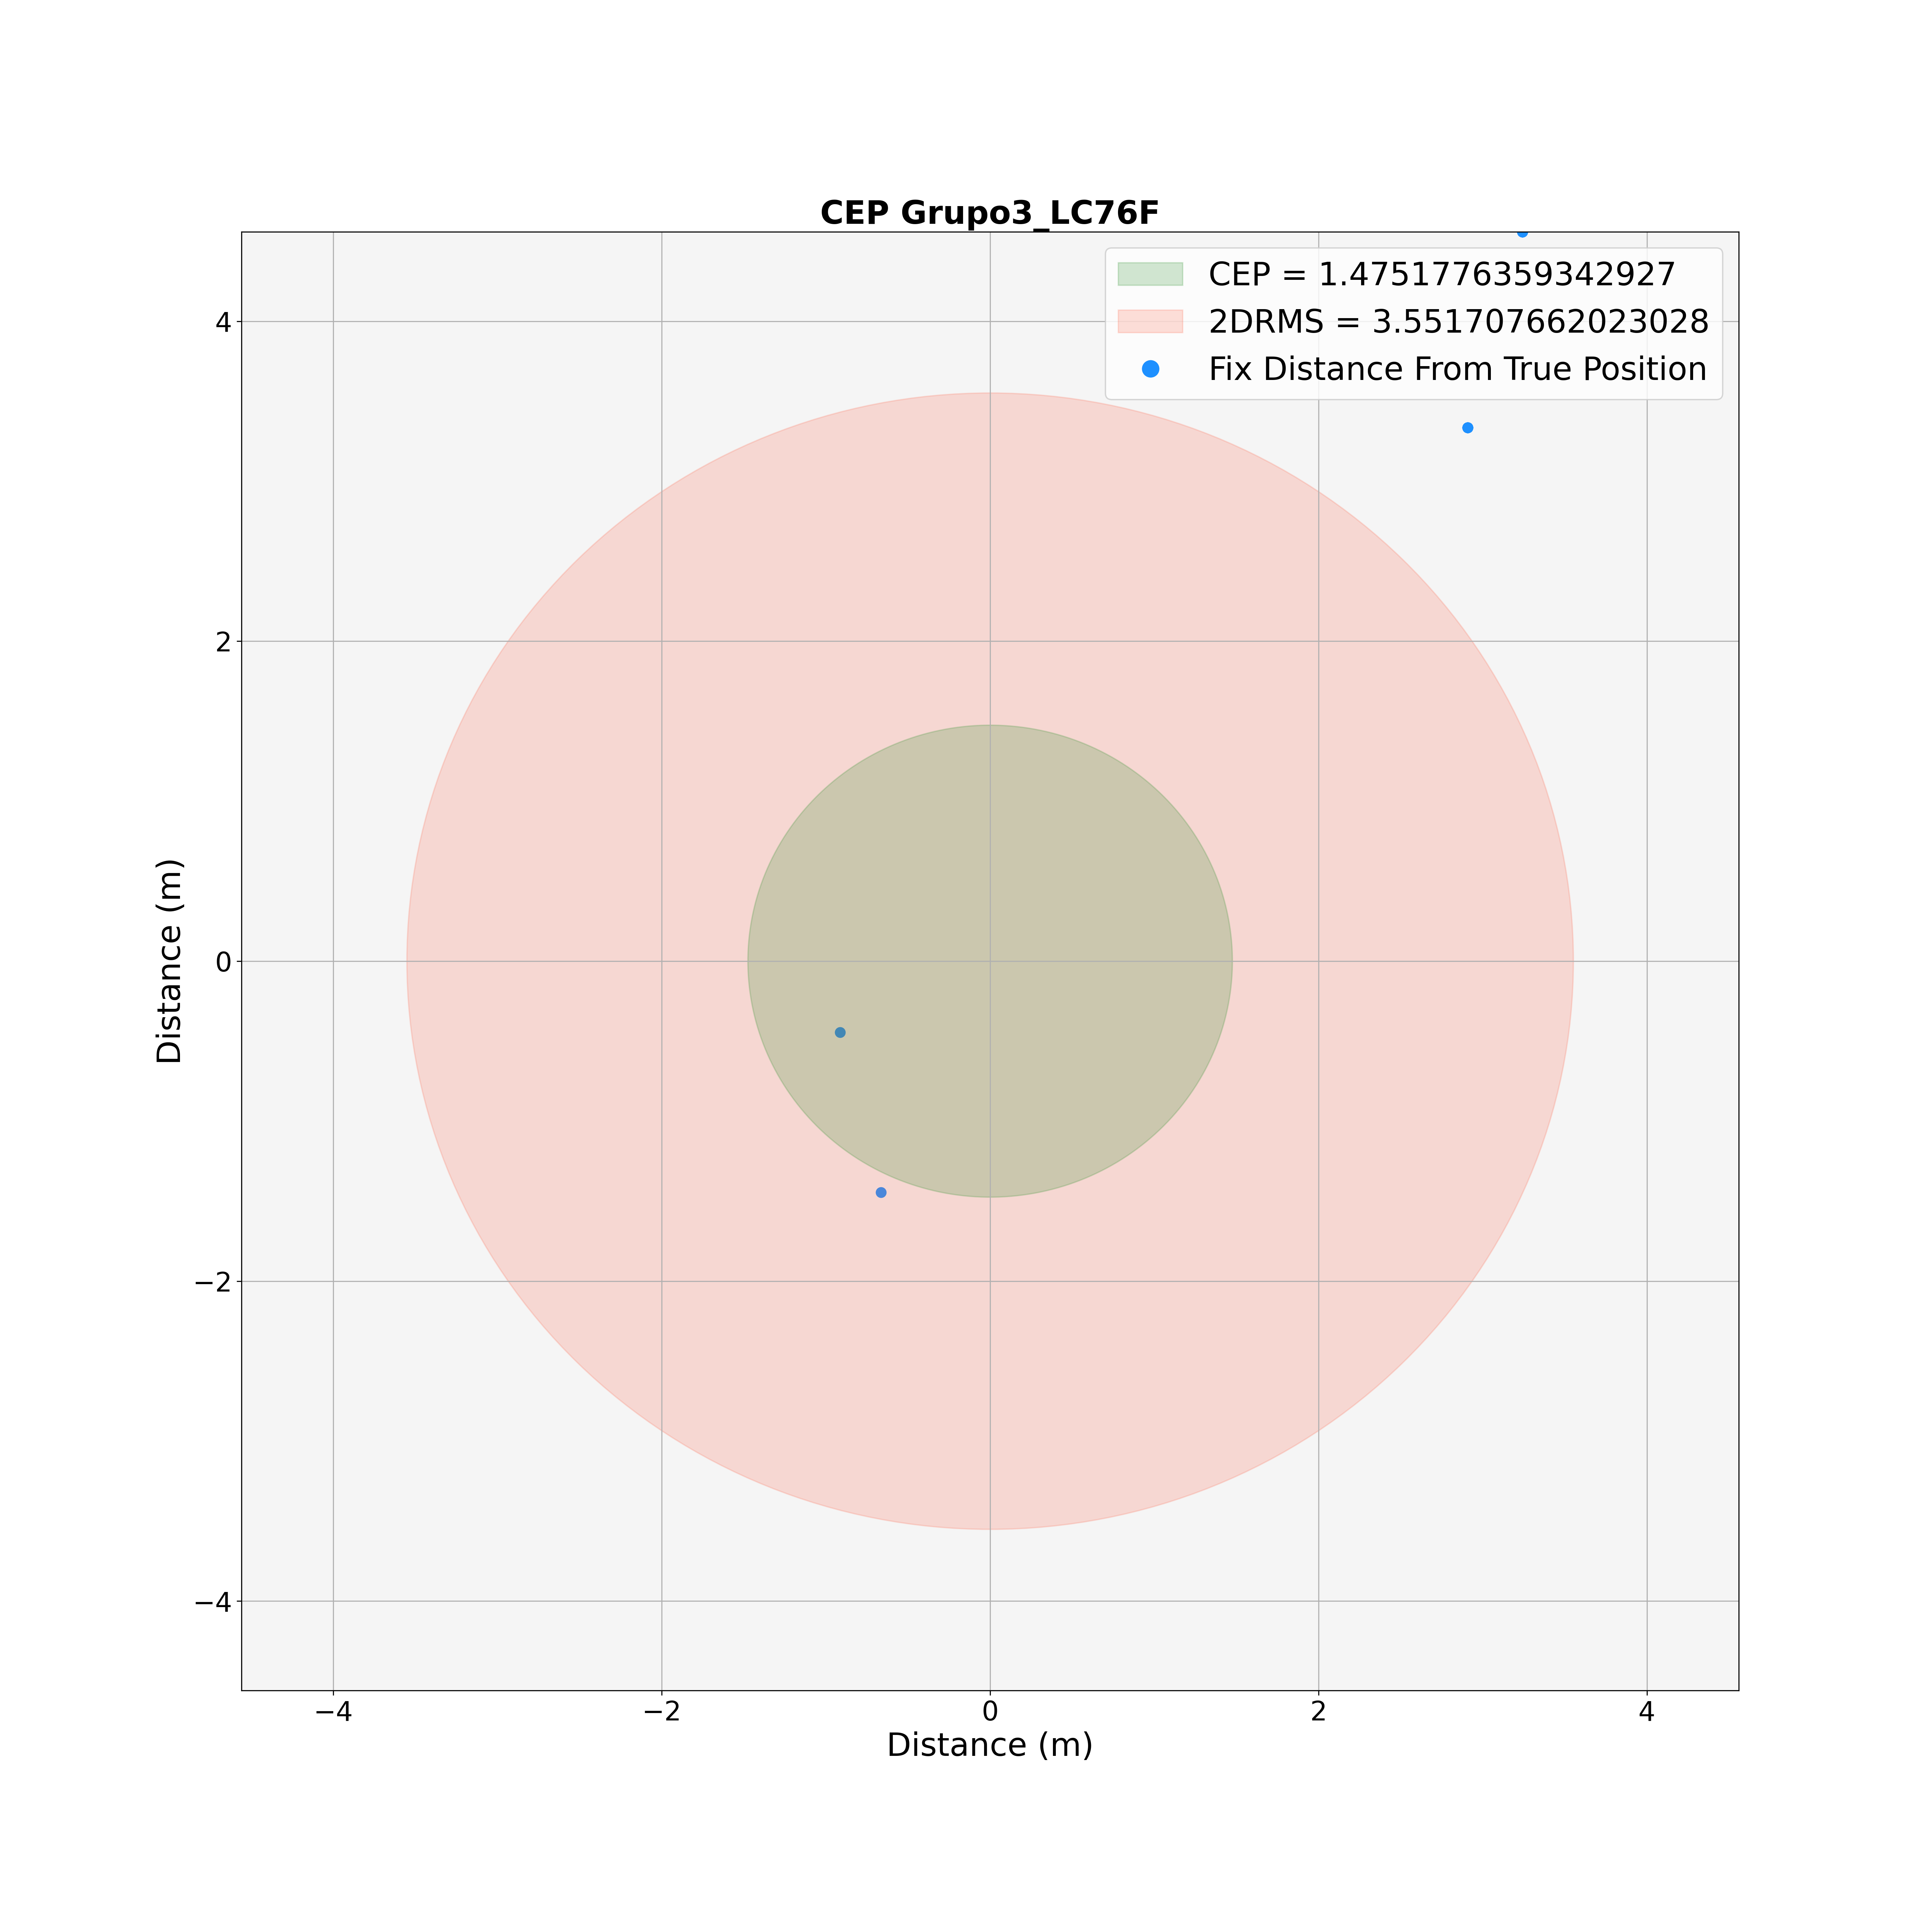 CEP Grupo3_LC76F
CEP = 1.4751776359342927
2DRMS = 3.551707662023028
Fix Distance From True Position
4
2
0
−2
−4
Distance (m)
−4 −2 0 2 4
Distance (m)